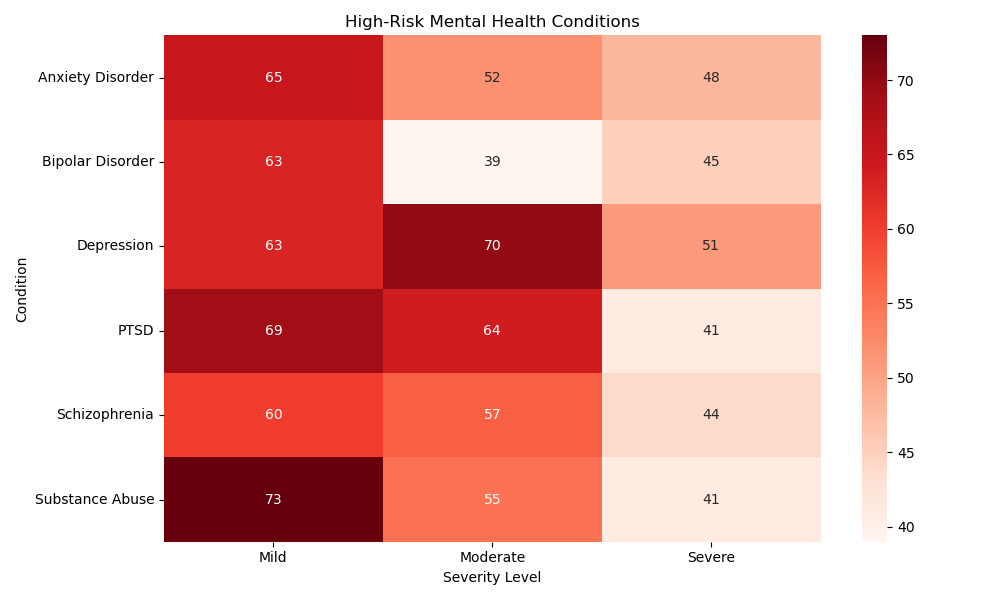 High-Risk Mental Health Conditions
Condition
Anxiety Disorder 65 52 48
Bipolar Disorder 63 39 45
Depression 63 70 51
PTSD 69 64 41
Schizophrenia 60 57 44
Substance Abuse 73 55 41
Mild Moderate Severe
Severity Level
70
65
60
55
50
45
40